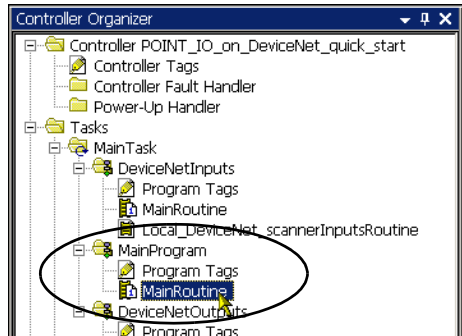 Controller Organizer
Controller POINT_IO_on_DeviceNet_quick_start
Controller Tags
Controller Fault Handler
Power-Up Handler
Tasks
MainTask
DeviceNetInputs
Program Tags
MainRoutine
Local_DeviceNet_scannerInputsRoutine
MainProgram
Program Tags
MainRoutine
DeviceNetOutputs
Program Tags